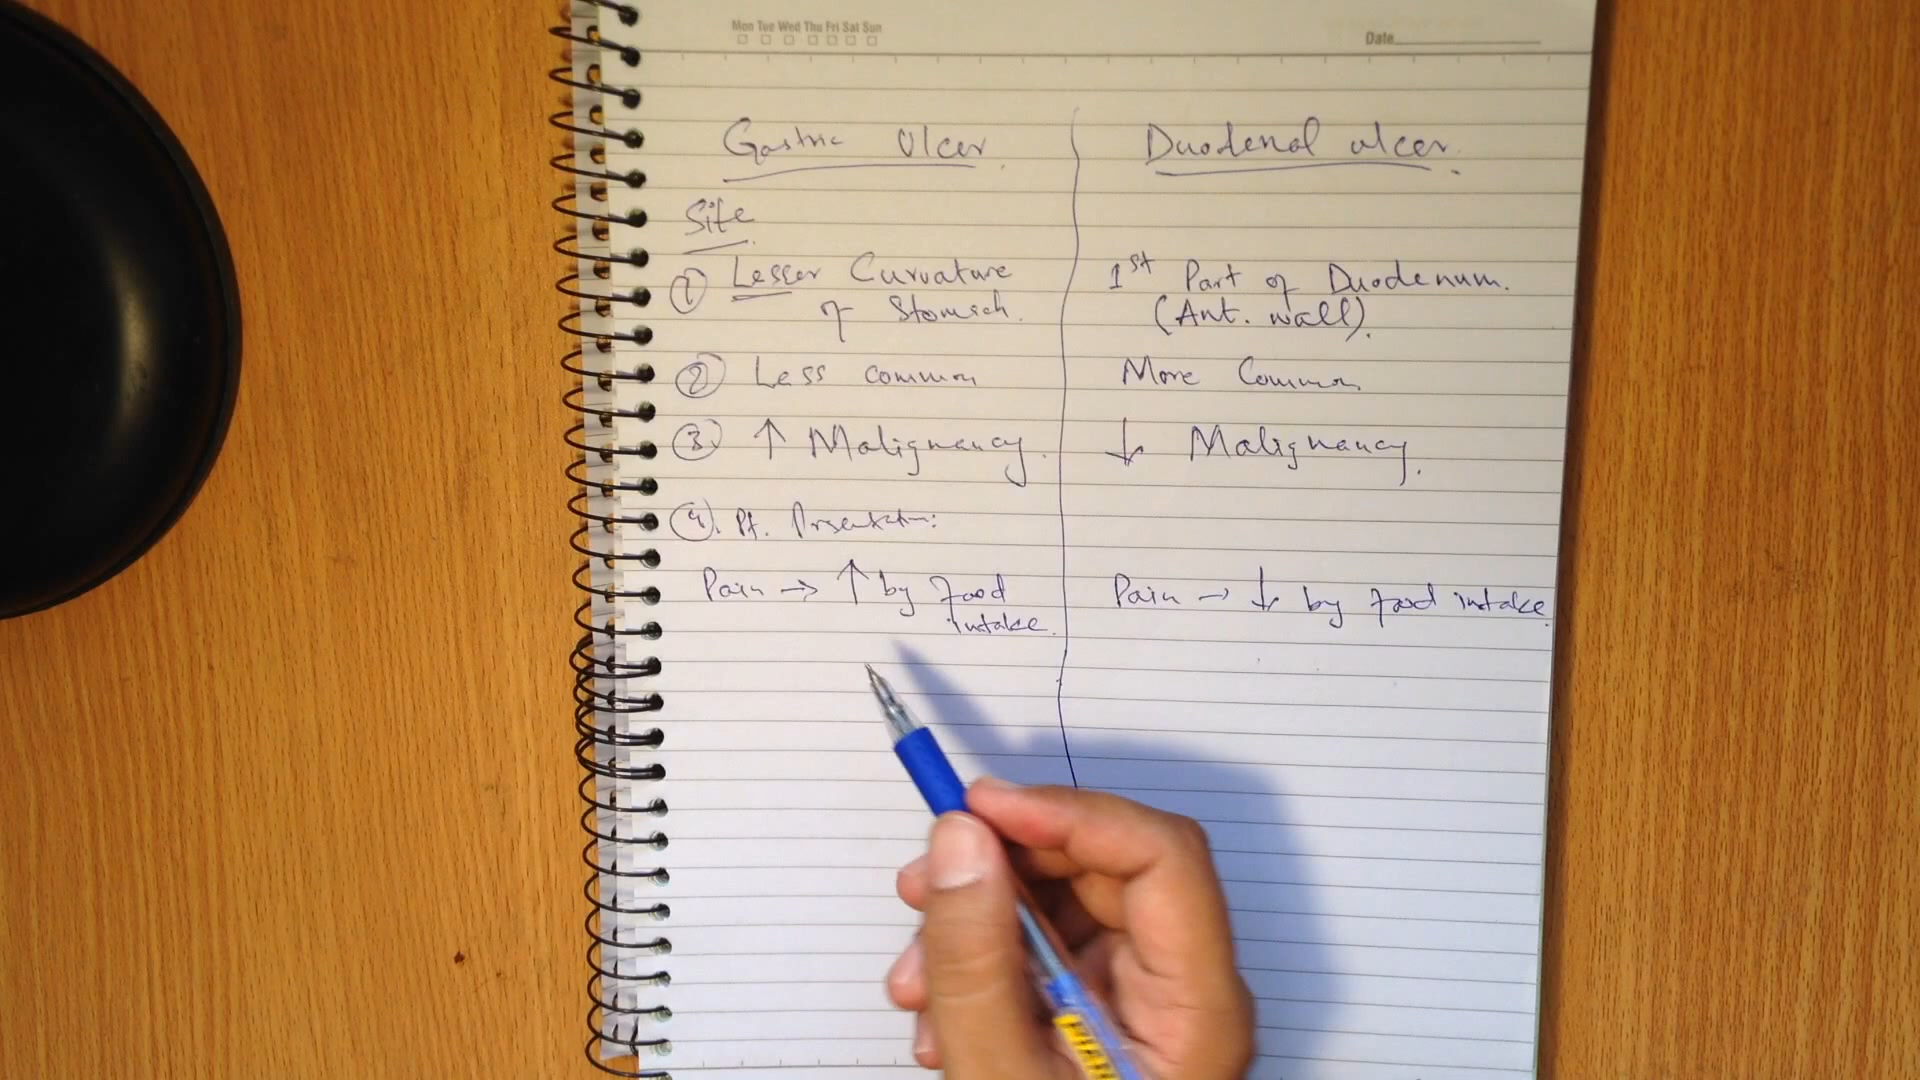 Mon Tue Wed Thu Fri Sat Sun
Date
Gastric Ulcer.
Duodenal ulcer.
Site
① Lesser Curvature
of Stomach.
1st Part of Duodenum.
(Ant. wall).
② Less common
More Common
③ ↑ Malignancy.
↓ Malignancy.
④. Pt. Presentation:
Pain → ↑ by food
intake.
Pain → ↓ by food intake.